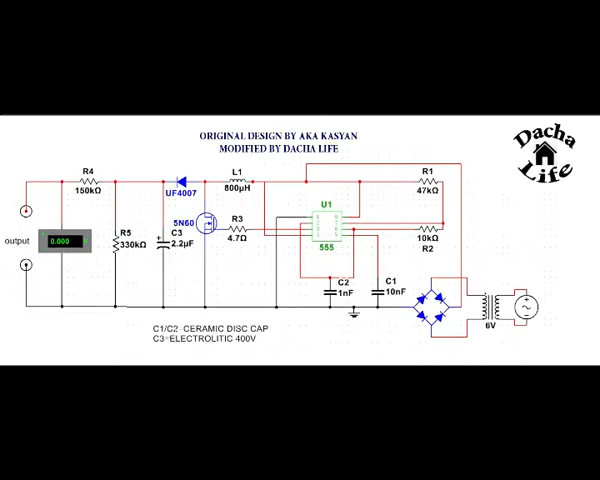 ORIGINAL DESIGN BY AKA KASYAN
MODIFIED BY DACHA LIFE
Dacha
Life
R4
150kΩ
UF4007
L1
800µH
R1
47kΩ
U1
555
5N60
R3
4.7Ω
10kΩ
R2
output
0.000
V
R5
330kΩ
C3
2.2µF
C2
1nF
C1
10nF
6V
C1/C2-CERAMIC DISC CAP
C3=ELECTROLITIC 400V